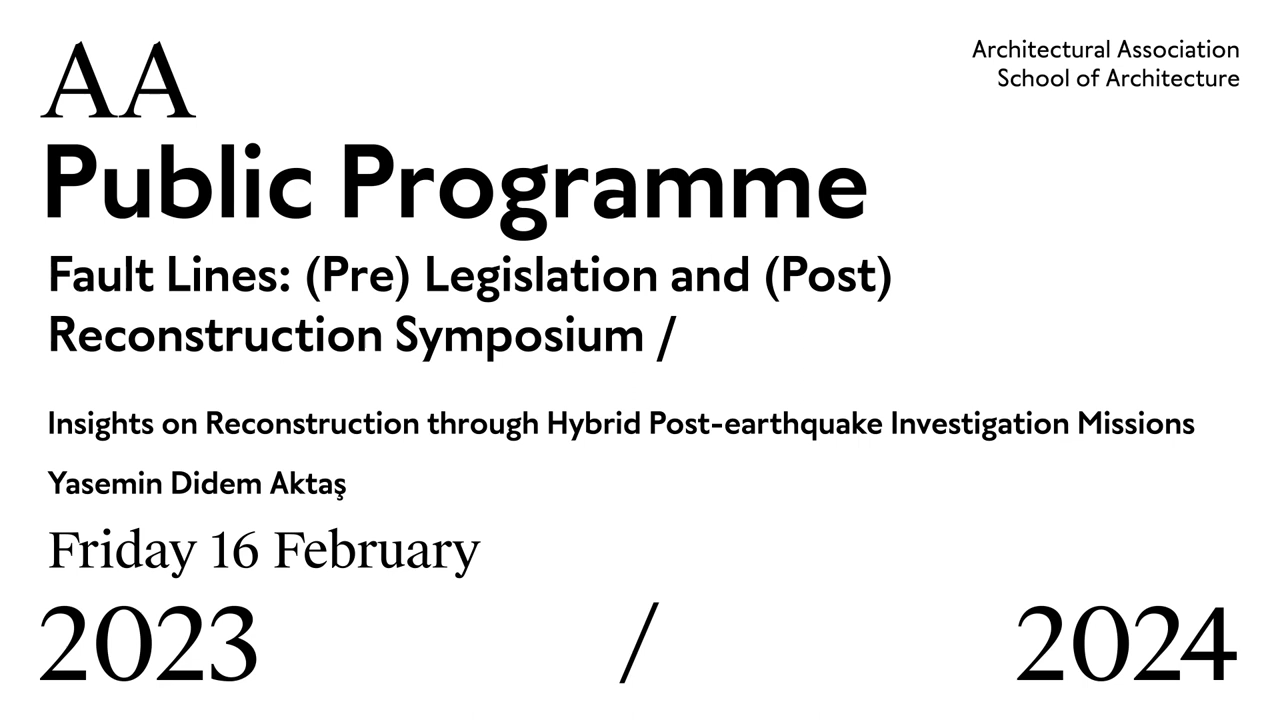 AA
Architectural Association
School of Architecture
Public Programme
Fault Lines: (Pre) Legislation and (Post)
Reconstruction Symposium /
Insights on Reconstruction through Hybrid Post-earthquake Investigation Missions
Yasemin Didem Aktaş
Friday 16 February
2023 / 2024